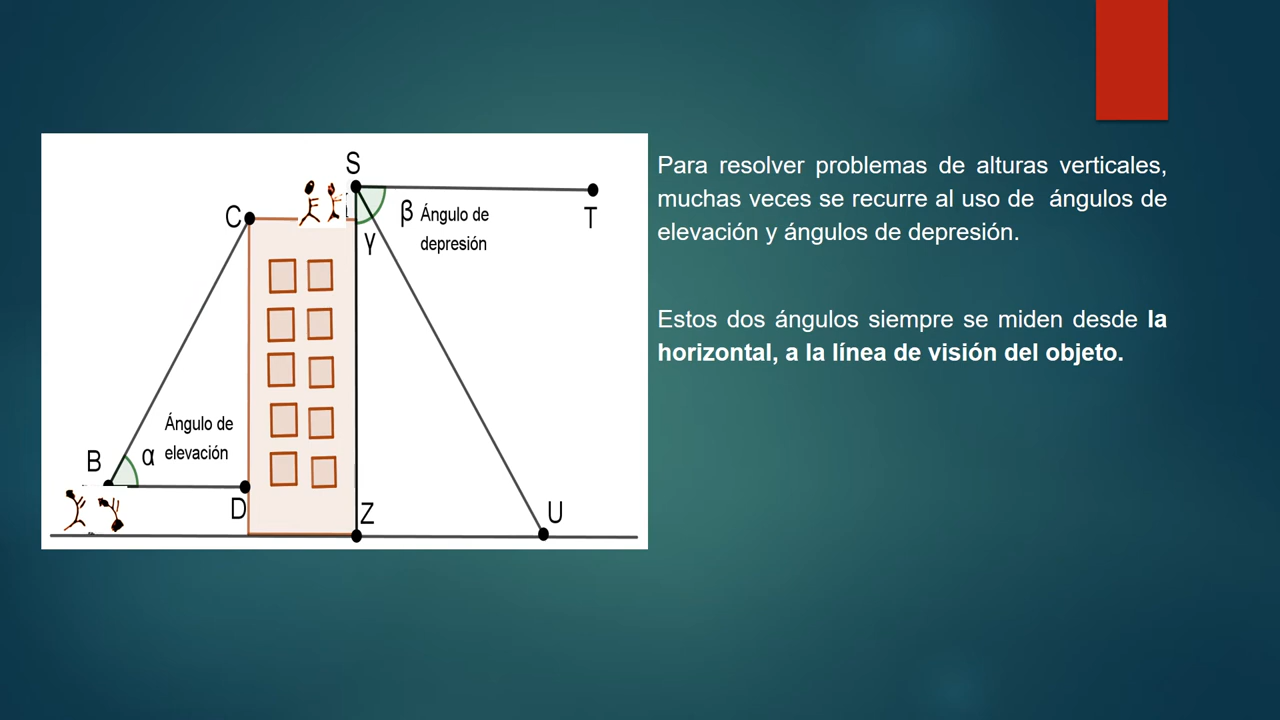 S
C
β Ángulo de
depresión
T
γ
Ángulo de
elevación
B
α
D
Z
U
Para resolver problemas de alturas verticales,
muchas veces se recurre al uso de ángulos de
elevación y ángulos de depresión.
Estos dos ángulos siempre se miden desde la
horizontal, a la línea de visión del objeto.